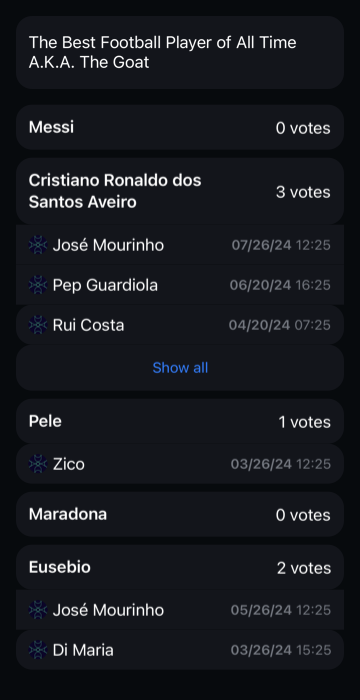 The Best Football Player of All Time
A.K.A. The Goat
Messi 0 votes
Cristiano Ronaldo dos
Santos Aveiro 3 votes
José Mourinho 07/26/24 12:25
Pep Guardiola 06/20/24 16:25
Rui Costa 04/20/24 07:25
Show all
Pele 1 votes
Zico 03/26/24 12:25
Maradona 0 votes
Eusebio 2 votes
José Mourinho 05/26/24 12:25
Di Maria 03/26/24 15:25